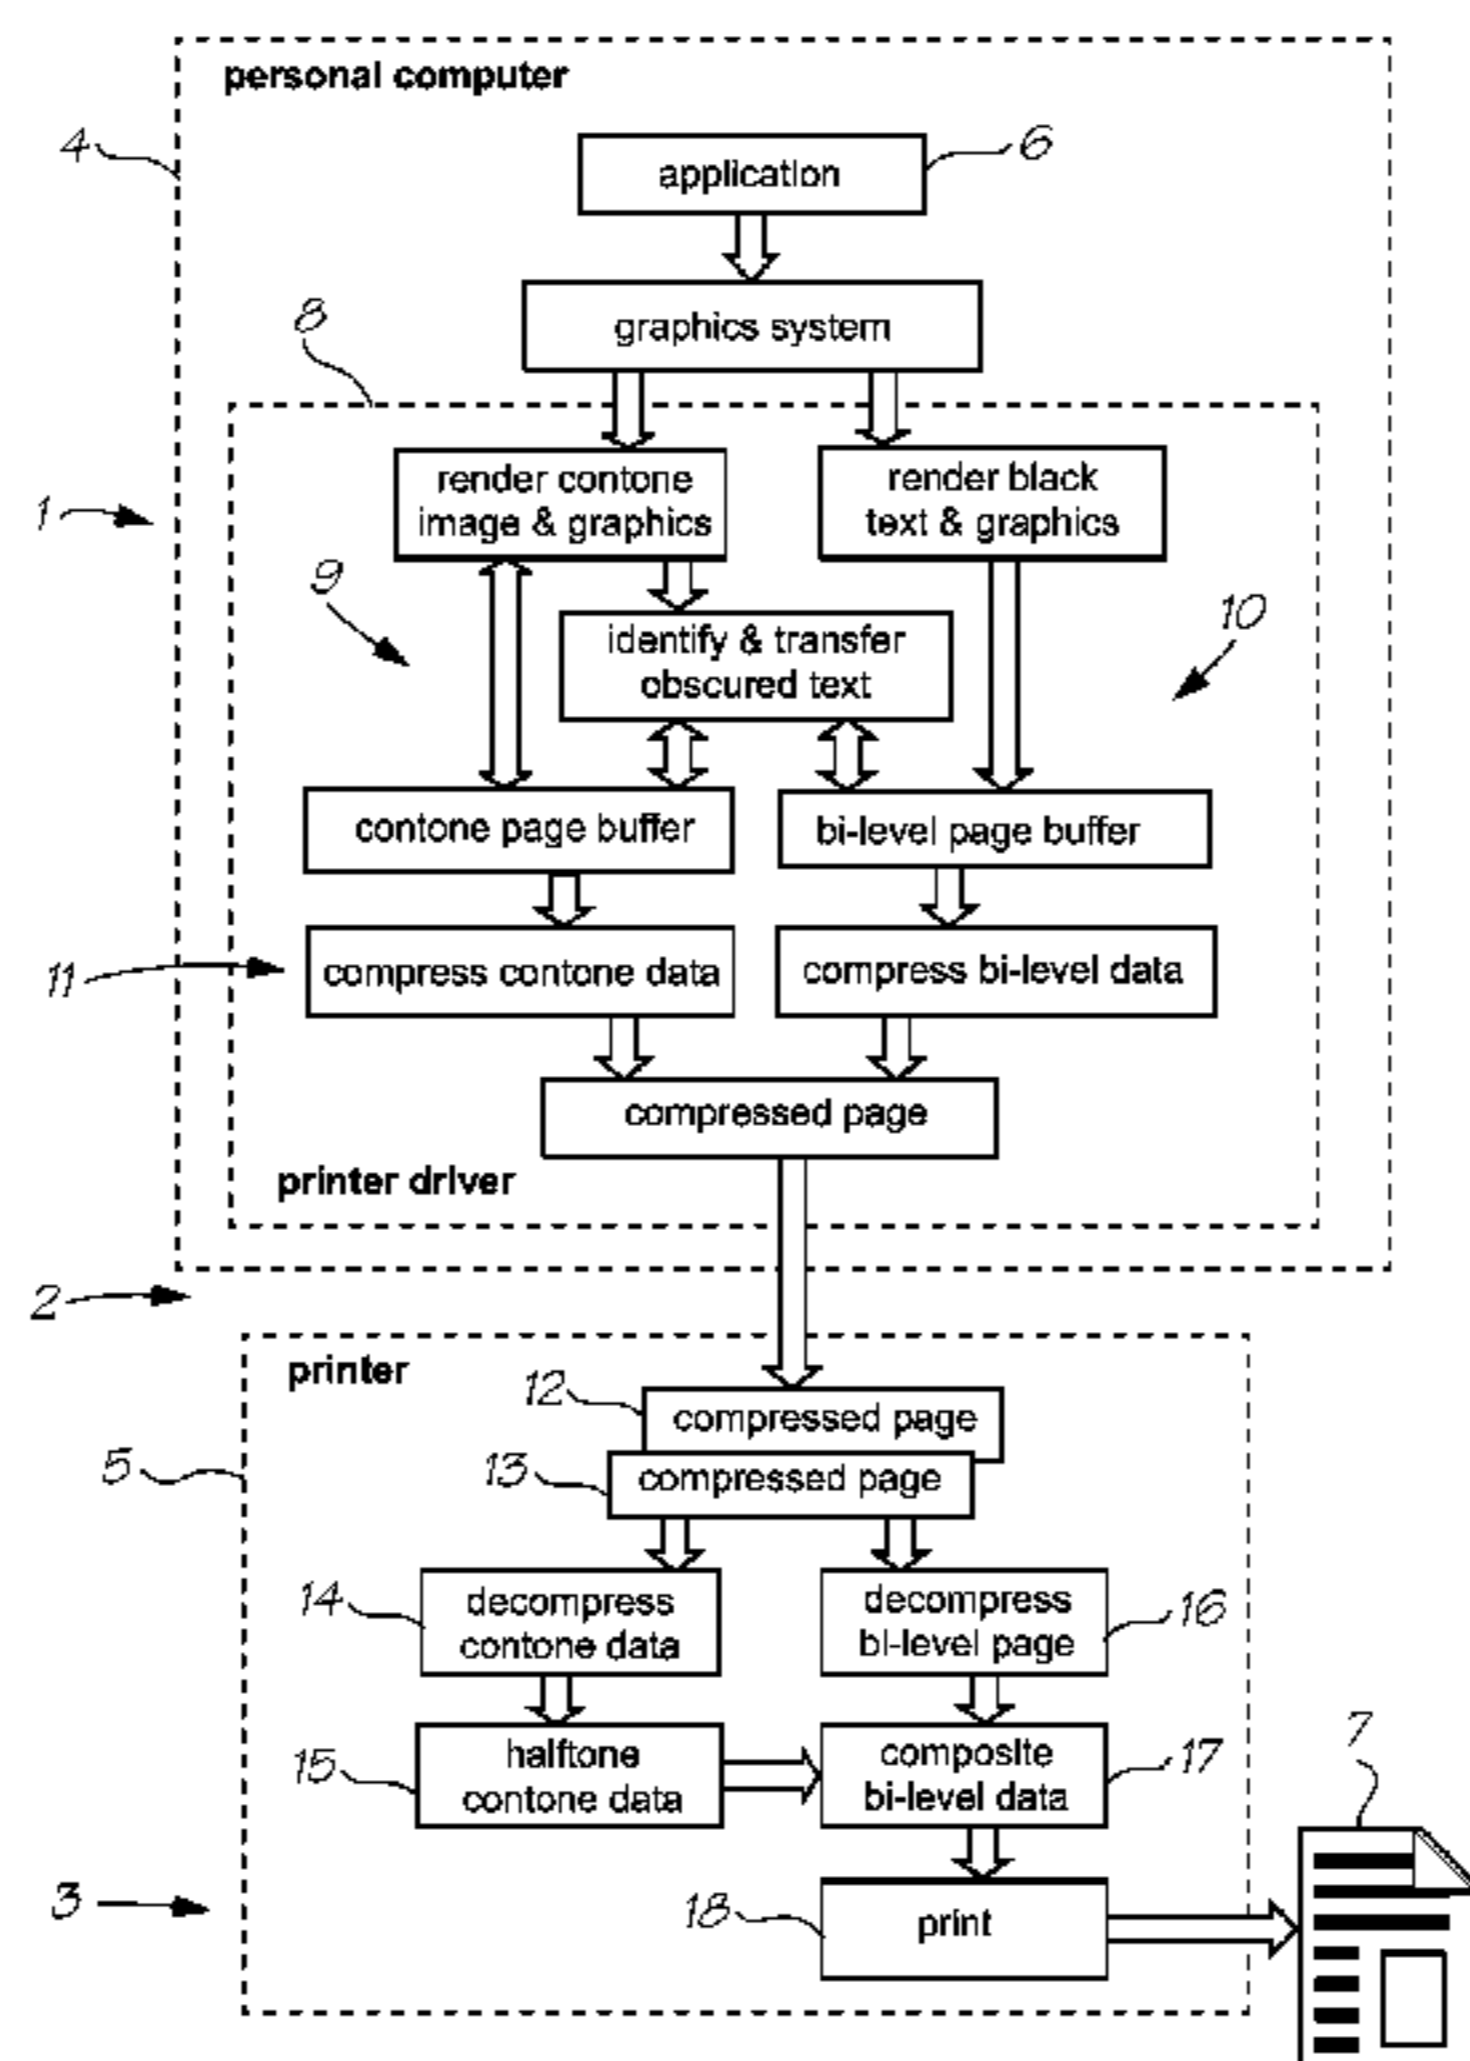 personal computer
4
application
6
graphics system
8
render contone
image & graphics
render black
text & graphics
1
9
identify & transfer
obscured text
10
contone page buffer
bi-level page buffer
11
compress contone data
compress bi-level data
compressed page
printer driver
2
printer
12
compressed page
5
13
compressed page
14
decompress
contone data
decompress
bi-level page
16
15
halftone
contone data
composite
bi-level data
17
7
3
18
print